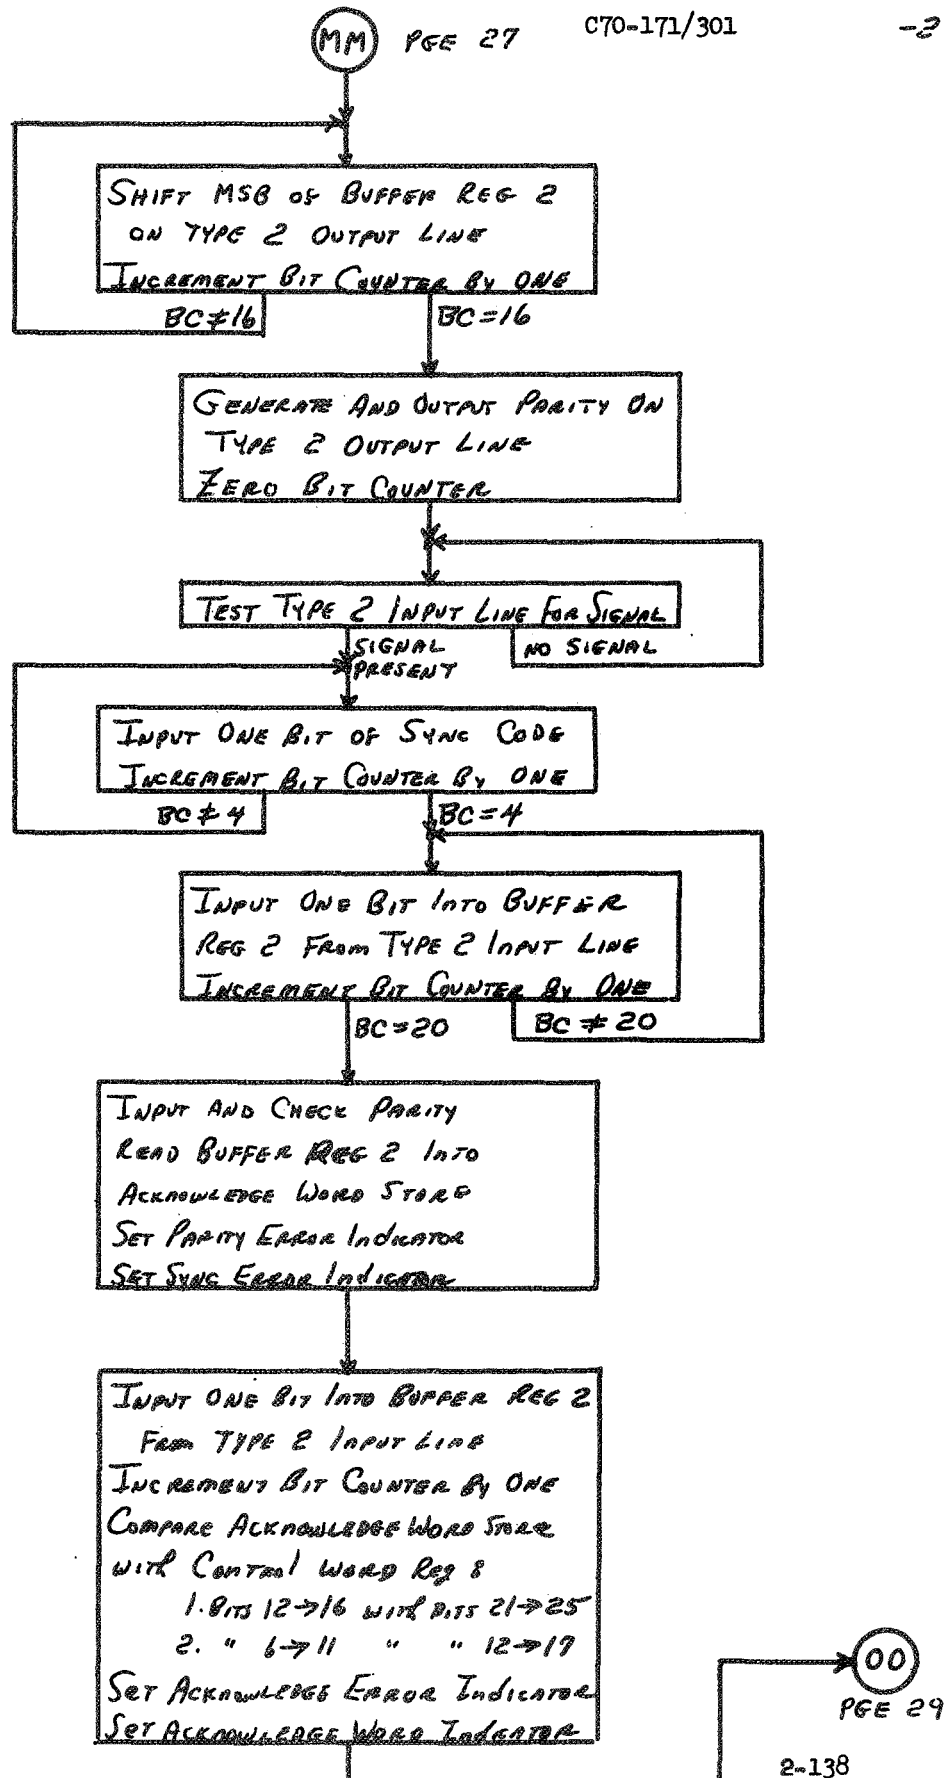 MM PGE 27 C70-171/301 -2
SHIFT MSB OF BUFFER REG 2
ON TYPE 2 OUTPUT LINE
INCREMENT BIT COUNTER BY ONE
BC≠16 BC=16
GENERATE AND OUTPUT PARITY ON
TYPE 2 OUTPUT LINE
ZERO BIT COUNTER
TEST TYPE 2 INPUT LINE FOR SIGNAL
SIGNAL NO SIGNAL
PRESENT
INPUT ONE BIT OF SYNC CODE
INCREMENT BIT COUNTER BY ONE
BC≠4 BC=4
INPUT ONE BIT INTO BUFFER
REG 2 FROM TYPE 2 INPUT LINE
INCREMENT BIT COUNTER BY ONE
BC=20 BC≠20
INPUT AND CHECK PARITY
READ BUFFER REG 2 INTO
ACKNOWLEDGE WORD STORE
SET PARITY ERROR INDICATOR
SET SYNC ERROR INDICATOR
INPUT ONE BIT INTO BUFFER REG 2
FROM TYPE 2 INPUT LINE
INCREMENT BIT COUNTER BY ONE
COMPARE ACKNOWLEDGE WORD STORE
WITH CONTROL WORD REG 8
1. BITS 12→16 WITH BITS 21→25
2. " 6→11 " " 12→17
SET ACKNOWLEDGE ERROR INDICATOR
SET ACKNOWLEDGE WORD INDICATOR
OO
PGE 29
2-138